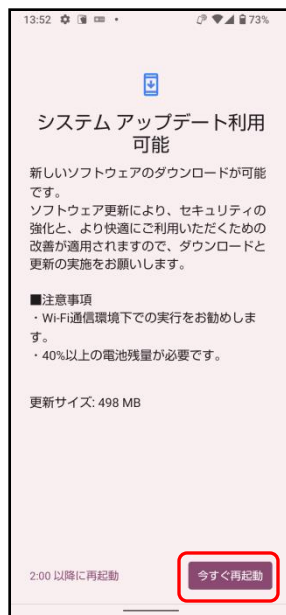 13:52
73%
システム アップデート利用
可能
新しいソフトウェアのダウンロードが可能
です。
ソフトウェア更新により、セキュリティの
強化と、より快適にご利用いただくための
改善が適用されますので、ダウンロードと
更新の実施をお願いします。
■注意事項
・Wi-Fi通信環境下での実行をお勧めしま
す。
・40%以上の電池残量が必要です。
更新サイズ: 498 MB
2:00 以降に再起動
今すぐ再起動